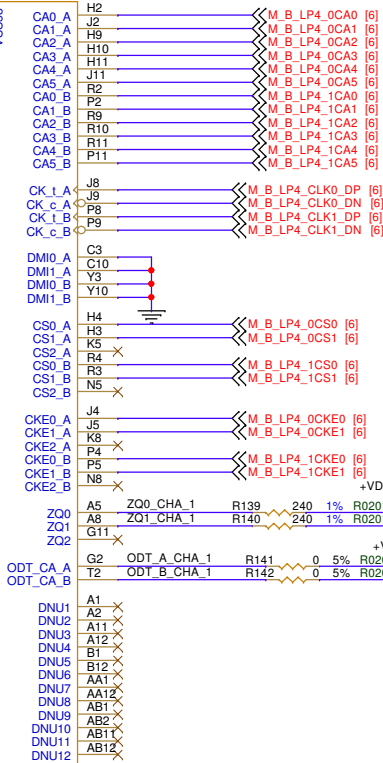 CA0_A H2 M_B_LP4_0CA0 [6]
CA1_A J2 M_B_LP4_0CA1 [6]
CA2_A H9 M_B_LP4_0CA2 [6]
CA3_A H10 M_B_LP4_0CA3 [6]
CA4_A H11 M_B_LP4_0CA4 [6]
CA5_A J11 M_B_LP4_0CA5 [6]
CA0_B R2 M_B_LP4_1CA0 [6]
CA1_B P2 M_B_LP4_1CA1 [6]
CA2_B R9 M_B_LP4_1CA2 [6]
CA3_B R10 M_B_LP4_1CA3 [6]
CA4_B R11 M_B_LP4_1CA4 [6]
CA5_B P11 M_B_LP4_1CA5 [6]
CK_t_A J8 M_B_LP4_CLK0_DP [6]
CK_c_A J9 M_B_LP4_CLK0_DN [6]
CK_t_B P8 M_B_LP4_CLK1_DP [6]
CK_c_B P9 M_B_LP4_CLK1_DN [6]
DMI0_A C3
DMI1_A C10
DMI0_B Y3
DMI1_B Y10
CS0_A H4 M_B_LP4_0CS0 [6]
CS1_A H3 M_B_LP4_0CS1 [6]
CS2_A K5
CS0_B R4 M_B_LP4_1CS0 [6]
CS1_B R3 M_B_LP4_1CS1 [6]
CS2_B N5
CKE0_A J4 M_B_LP4_0CKE0 [6]
CKE1_A J5 M_B_LP4_0CKE1 [6]
CKE2_A K8
CKE0_B P4 M_B_LP4_1CKE0 [6]
CKE1_B P5 M_B_LP4_1CKE1 [6]
CKE2_B N8
+VD
ZQ0 A5 ZQ0_CHA_1 R139 240 1% R020
ZQ1 A8 ZQ1_CHA_1 R140 240 1% R020
ZQ2 G11
ODT_CA_A G2 ODT_A_CHA_1 R141 0 5%
ODT_CA_B T2 ODT_B_CHA_1 R142 0 5%
DNU1 A1
DNU2 A2
DNU3 A11
DNU4 A12
DNU5 B1
DNU6 B12
DNU7 AA1
DNU8 AA12
DNU9 AB1
DNU10 AB2
DNU11 AB11
DNU12 AB12